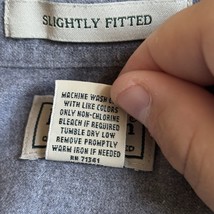 SLIGHTLY FITTED
MACHINE WASH
WITH LIKE COLORS
ONLY NON-CHLORINE
BLEACH IF REQUIRED
TUMBLE DRY LOW
REMOVE PROMPTLY
WARM IRON IF NEEDED
RN 71341